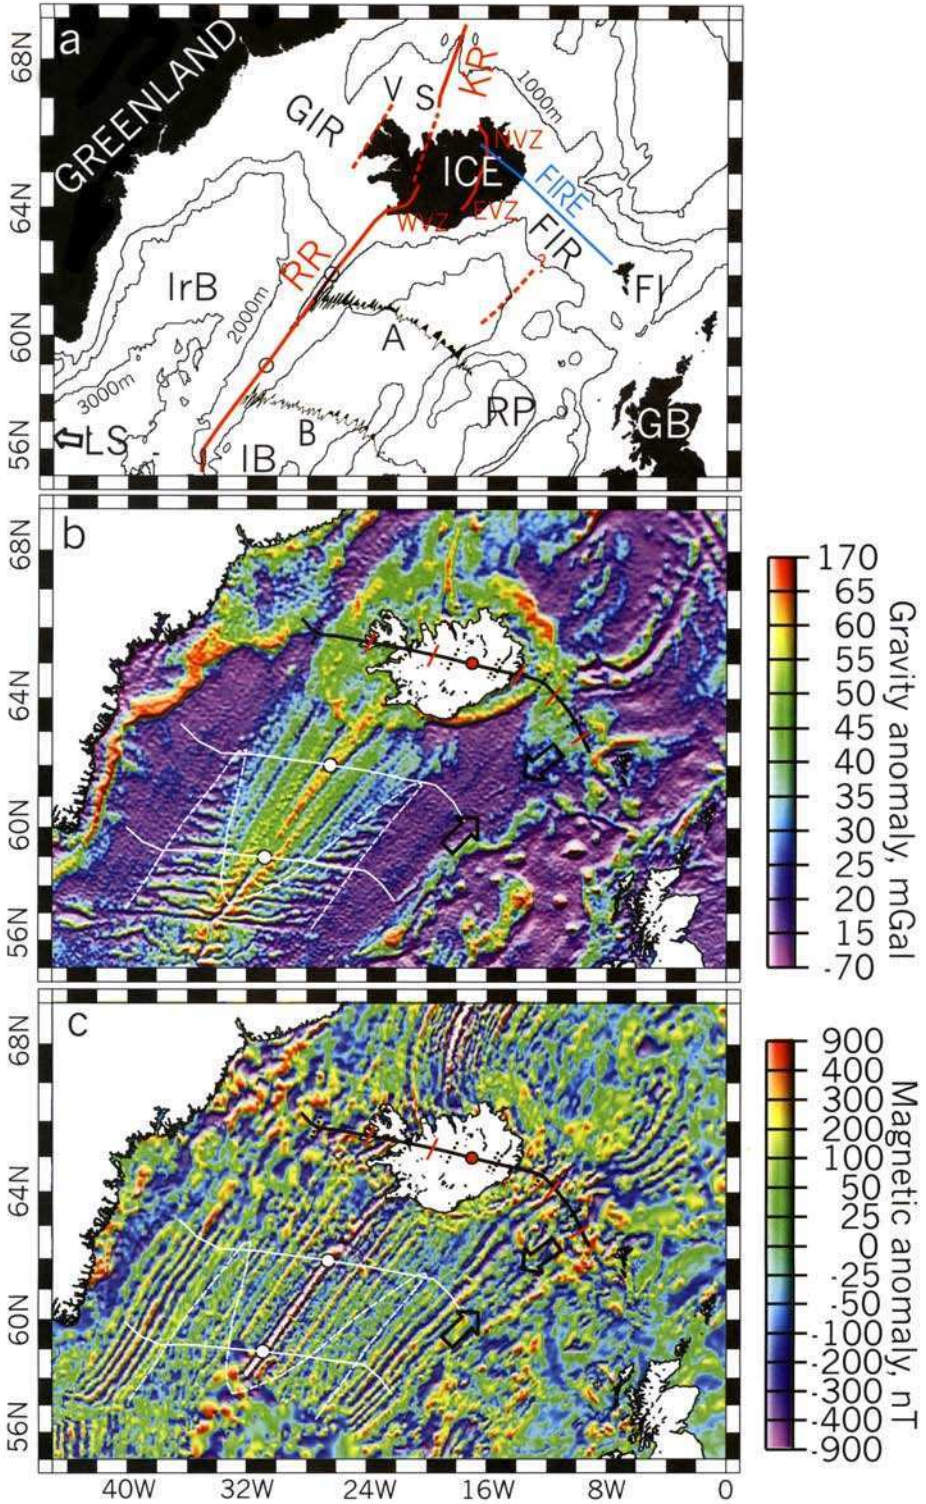 a
68N
64N
60N
56N
GREENLAND
GIR
V
S
KR
1000m
NVZ
ICE
FIRE
EVZ
WVZ
FIR
?
FI
RR
IrB
2000m
A
3000m
RP
GB
LS
B
IB
b
68N
64N
60N
56N
170
65
60
55
50
45
40
35
30
25
20
15
-70
Gravity anomaly, mGal
c
68N
64N
60N
56N
900
400
300
200
100
50
25
0
-25
-50
-100
-200
-300
-400
-900
Magnetic anomaly, nT
40W 32W 24W 16W 8W 0